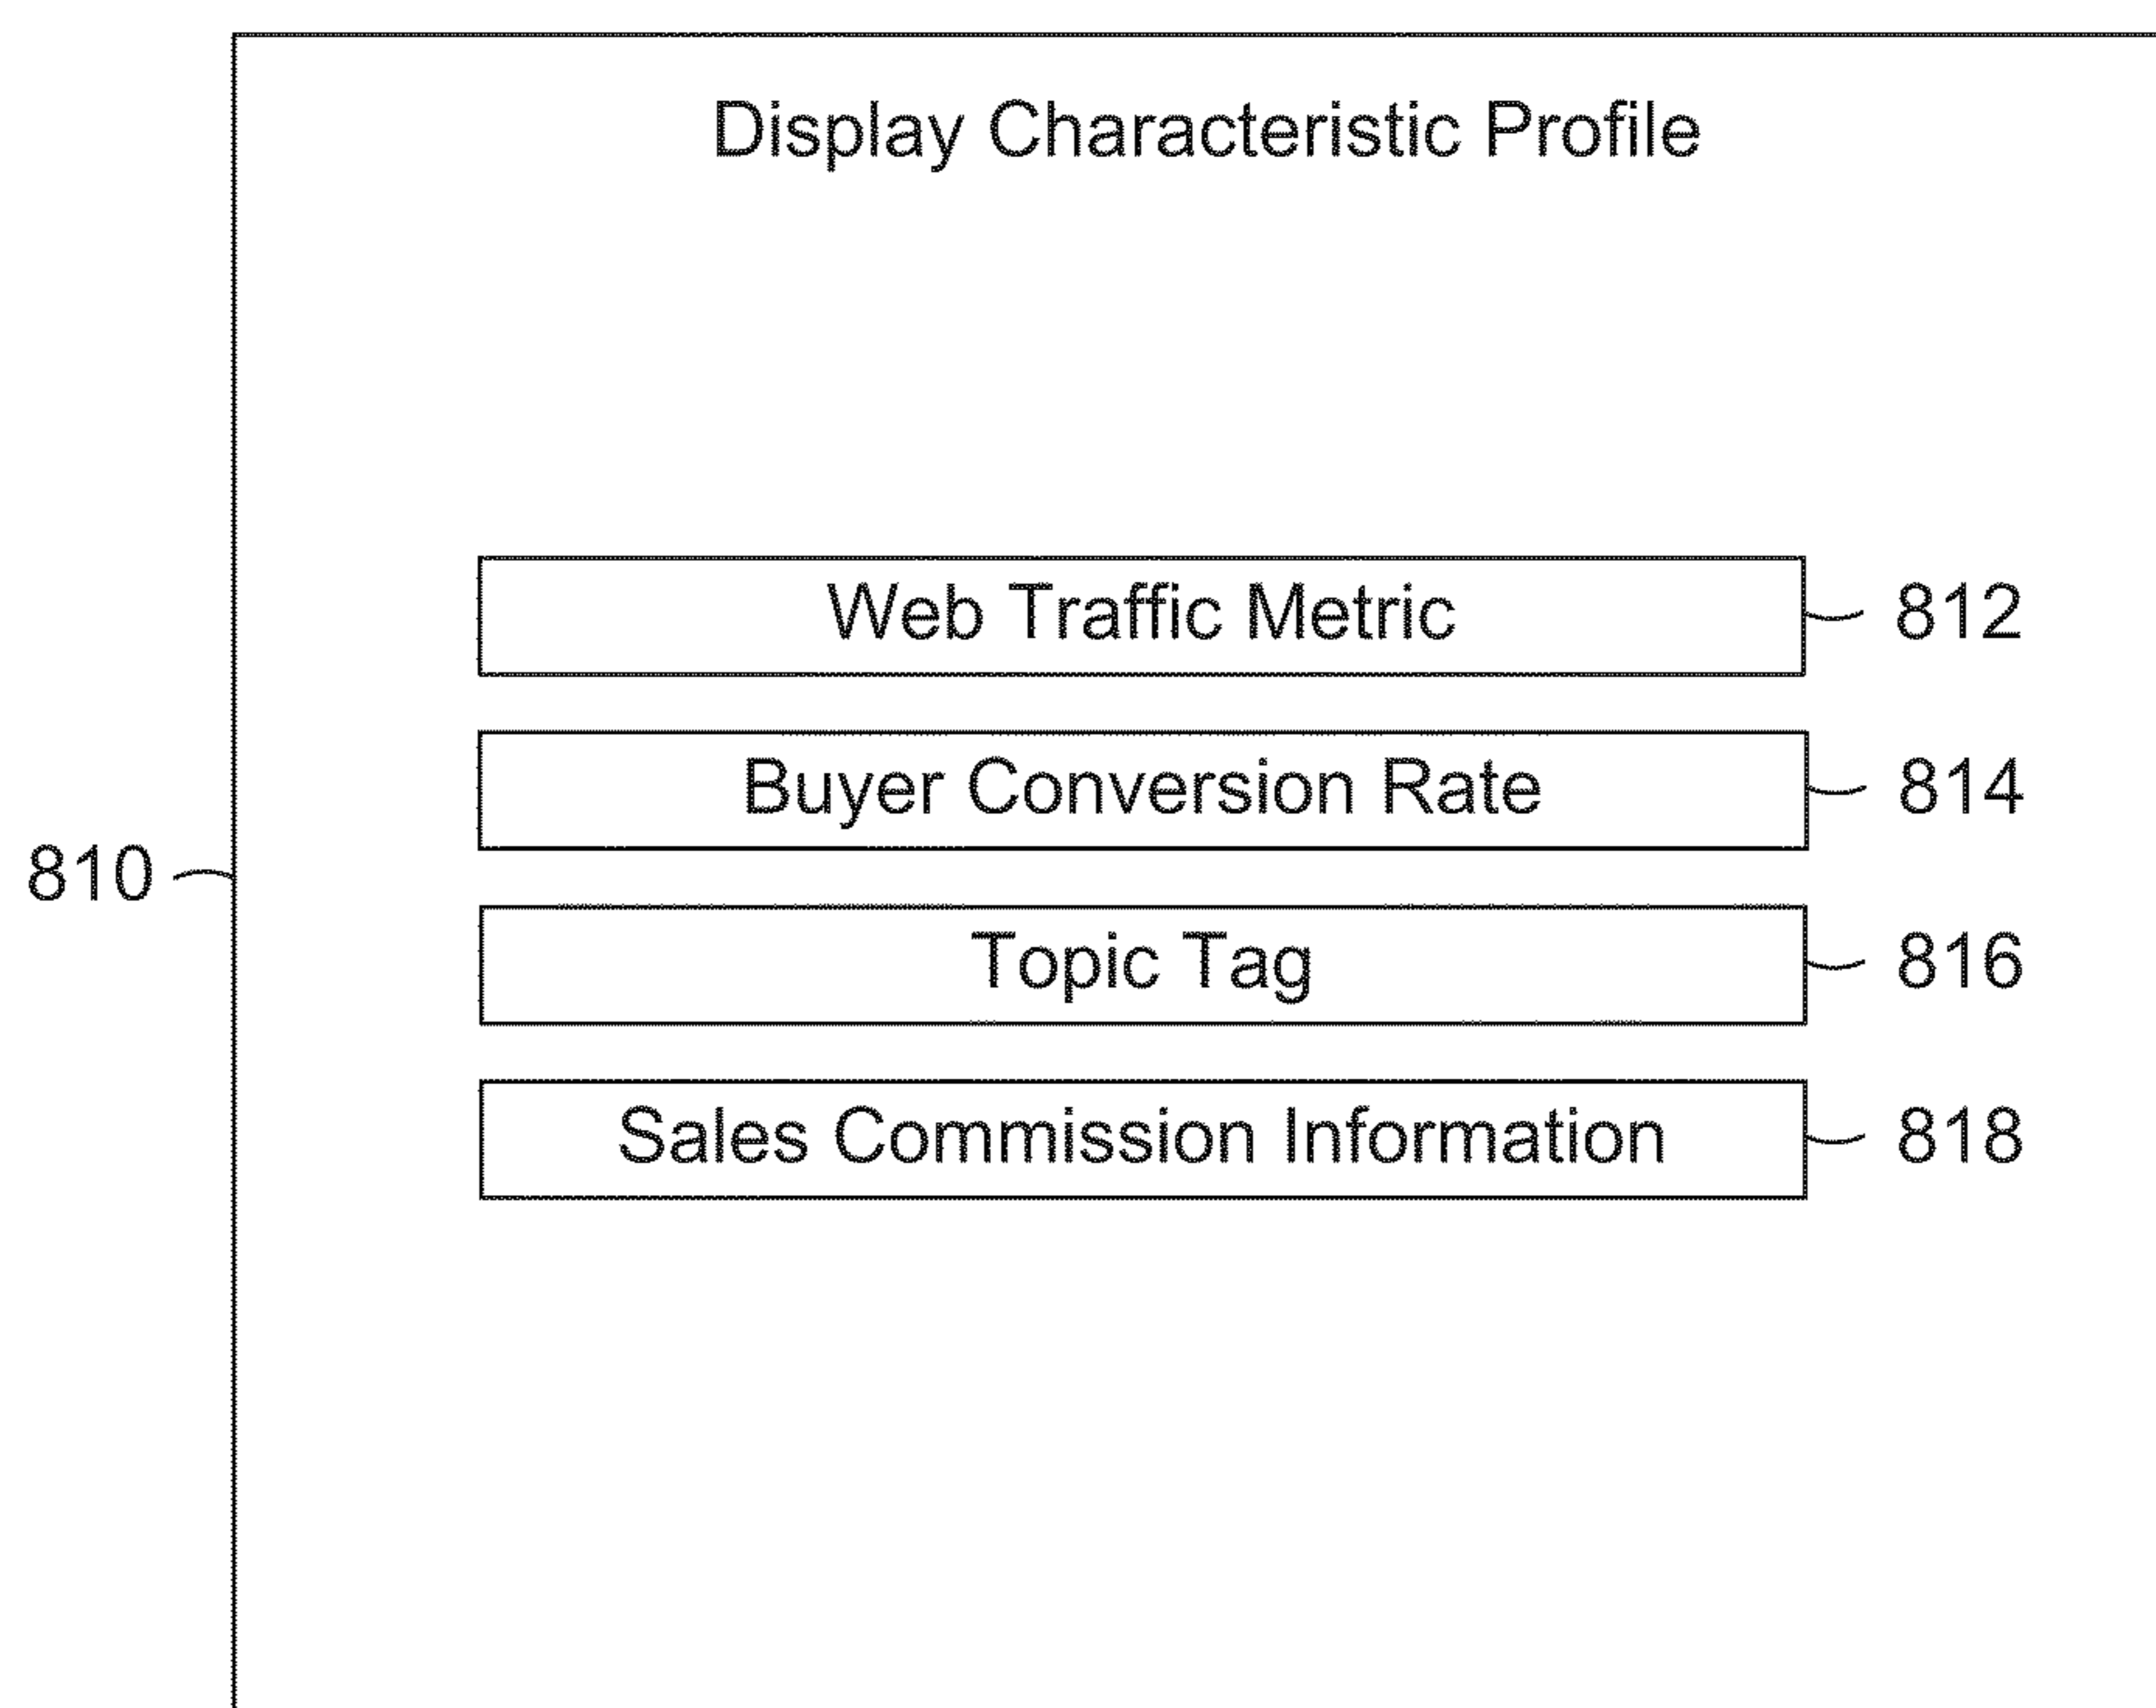 Display Characteristic Profile
Web Traffic Metric 812
Buyer Conversion Rate 814
810
Topic Tag 816
Sales Commission Information 818